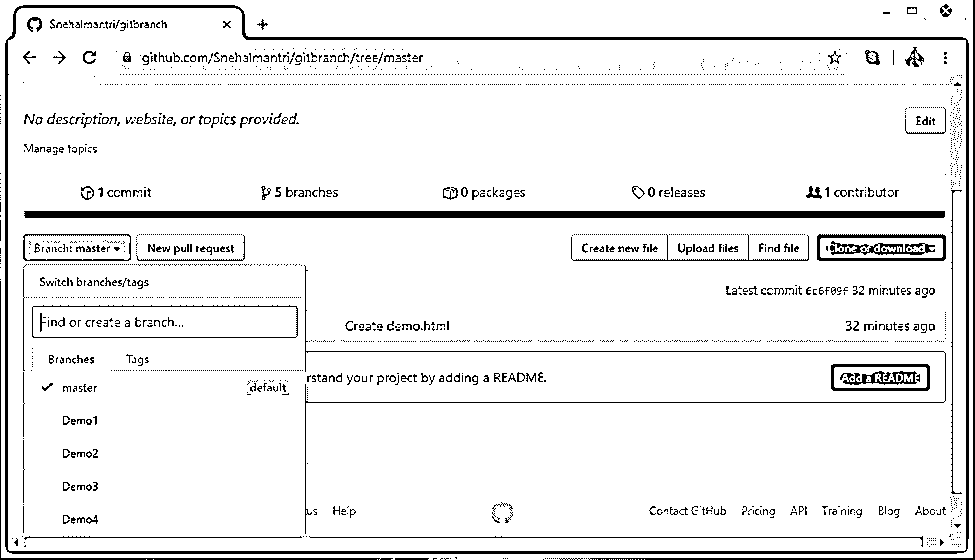 Snehalmantri/gitbranch
github.com/Snehalmantri/gitbranch/tree/master
No description, website, or topics provided.
Edit
Manage topics
1 commit
5 branches
0 packages
0 releases
1 contributor
Branch: master
New pull request
Create new file
Upload files
Find file
Clone or download
Switch branches/tags
Latest commit 6c6f09f 32 minutes ago
Find or create a branch...
Create demo.html
32 minutes ago
Branches
Tags
rstand your project by adding a README.
Add a README
master
default
Demo1
Demo2
Demo3
Demo4
us
Help
Contact GitHub
Pricing
API
Training
Blog
About